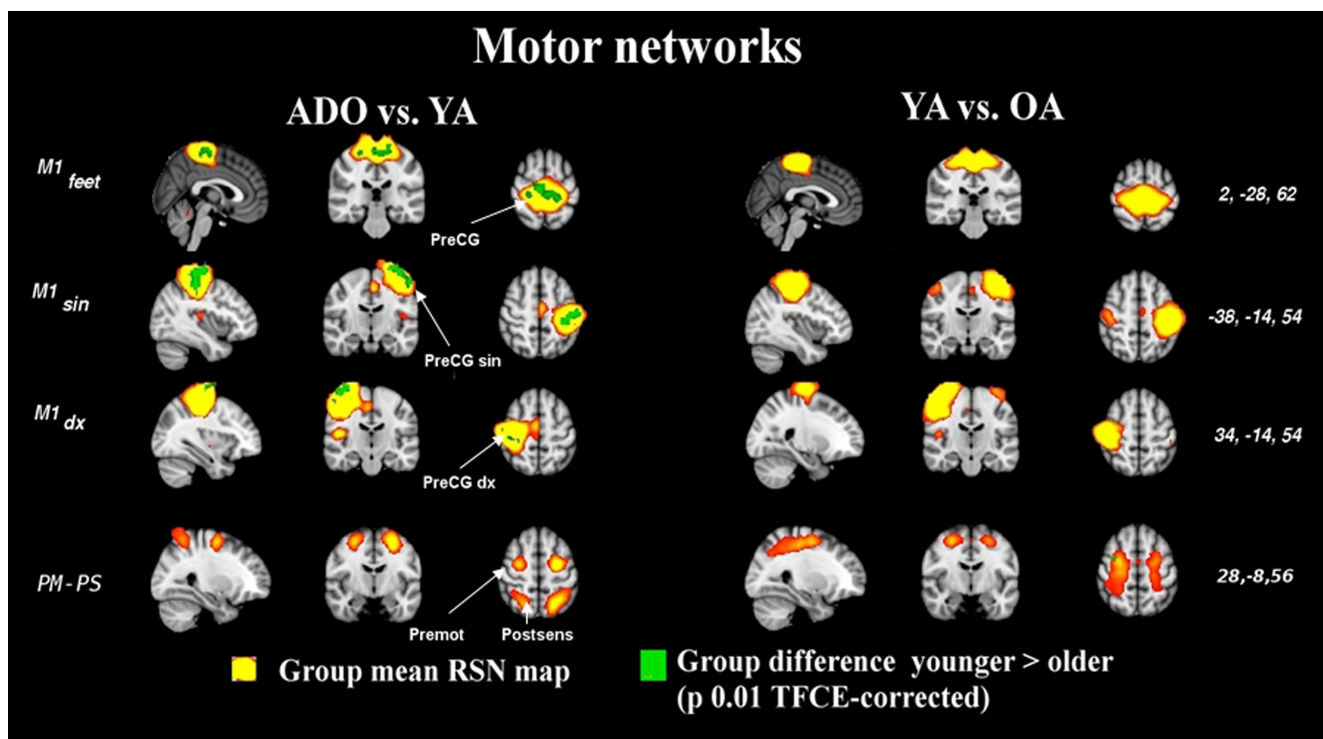 Motor networks
ADO vs. YA
YA vs. OA
M1 feet
PreCG
2, -28, 62
M1 sin
PreCG sin
-38, -14, 54
M1 dx
PreCG dx
34, -14, 54
PM-PS
Premot
Postsens
28,-8,56
Group mean RSN map
Group difference younger > older
(p 0.01 TFCE-corrected)